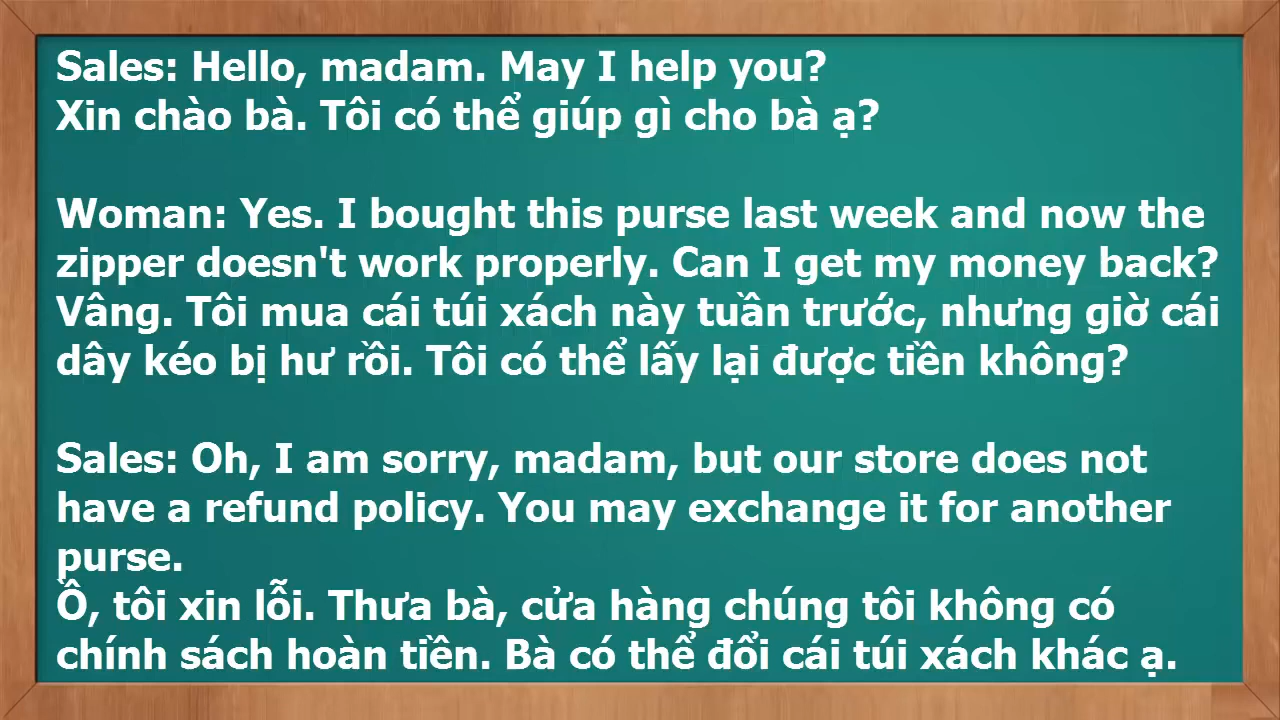 Sales: Hello, madam. May I help you?
Xin chào bà. Tôi có thể giúp gì cho bà ạ?
Woman: Yes. I bought this purse last week and now the
zipper doesn't work properly. Can I get my money back?
Vâng. Tôi mua cái túi xách này tuần trước, nhưng giờ cái
dây kéo bị hư rồi. Tôi có thể lấy lại được tiền không?
Sales: Oh, I am sorry, madam, but our store does not
have a refund policy. You may exchange it for another
purse.
Ồ, tôi xin lỗi. Thưa bà, cửa hàng chúng tôi không có
chính sách hoàn tiền. Bà có thể đổi cái túi xách khác ạ.